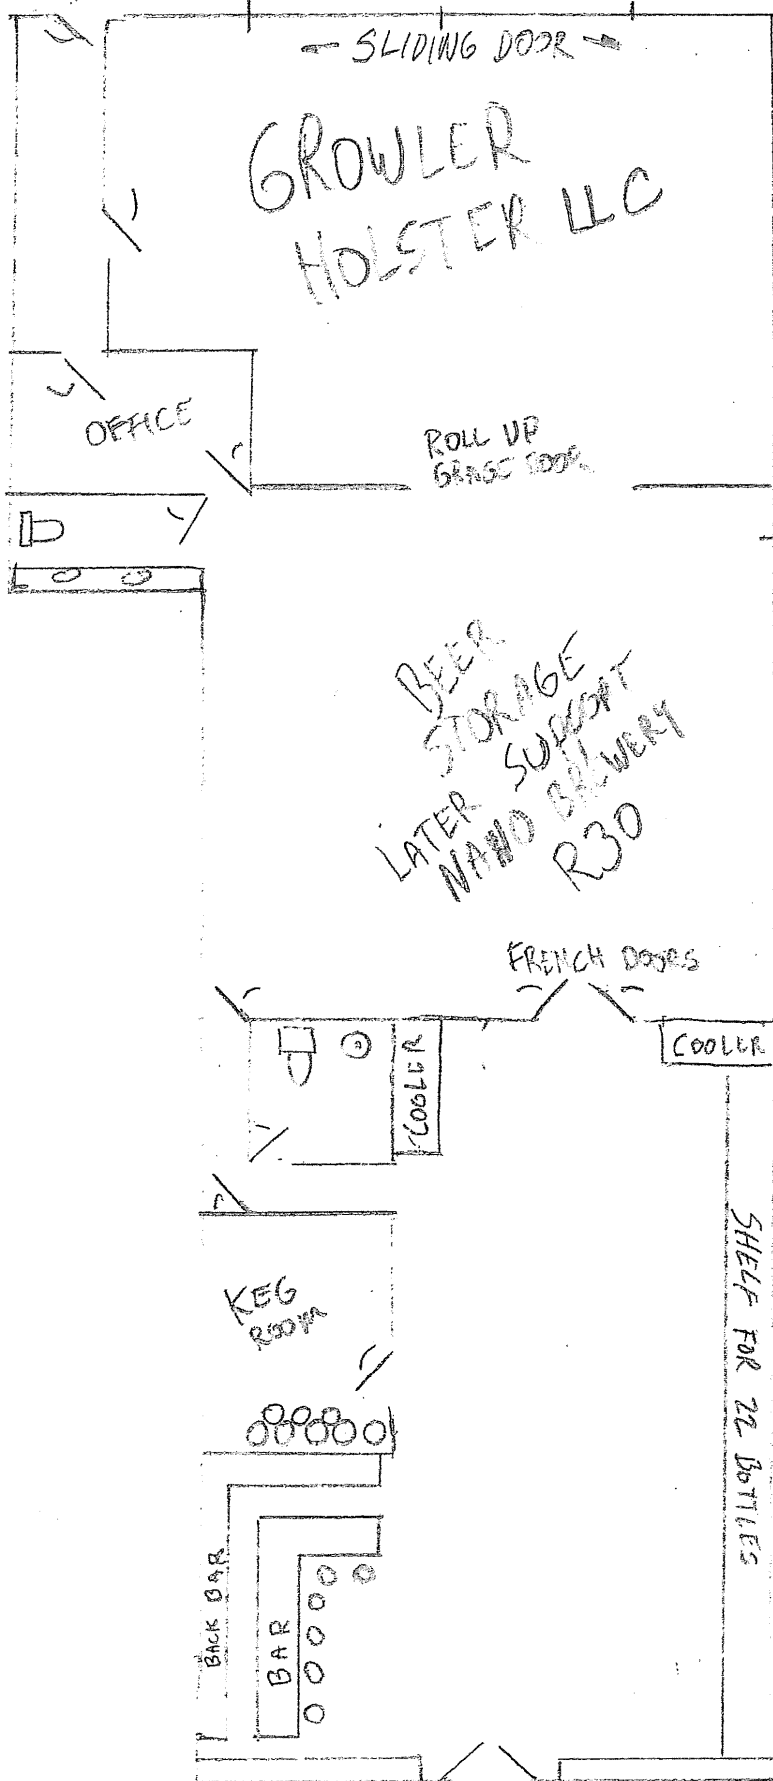 SLIDING DOOR
GROWLER
HOLSTER LLC
OFFICE
ROLL UP
DOOR
BEER
STORAGE
SUPPORT
LATER
NANO BREWERY
R30
FRENCH DOORS
COOLER
COOLER
KEG
ROOM
SHELF FOR 22 BOTTLES
BACK BAR
BAR